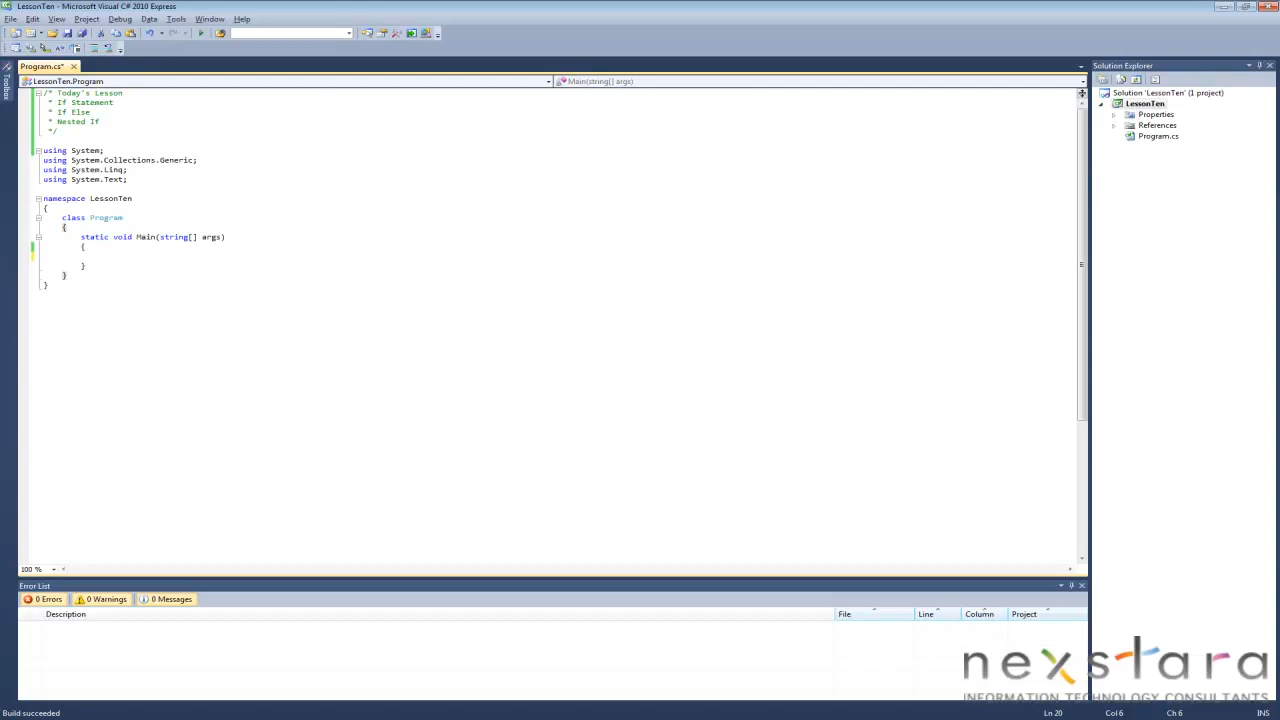 LessonTen - Microsoft Visual C# 2010 Express
File Edit View Project Debug Data Tools Window Help
Program.cs*
Toolbox
LessonTen.Program
Main(string[] args)
/* Today's Lesson
* If Statement
* If Else
* Nested If
*/
using System;
using System.Collections.Generic;
using System.Linq;
using System.Text;
namespace LessonTen
{
class Program
{
static void Main(string[] args)
{
}
}
}
100 %
Solution Explorer
Solution 'LessonTen' (1 project)
LessonTen
Properties
References
Program.cs
Error List
0 Errors 0 Warnings 0 Messages
Description File Line Column Project
nexstara
INFORMATION TECHNOLOGY CONSULTANTS
Build succeeded Ln 20 Col 6 Ch 6 INS